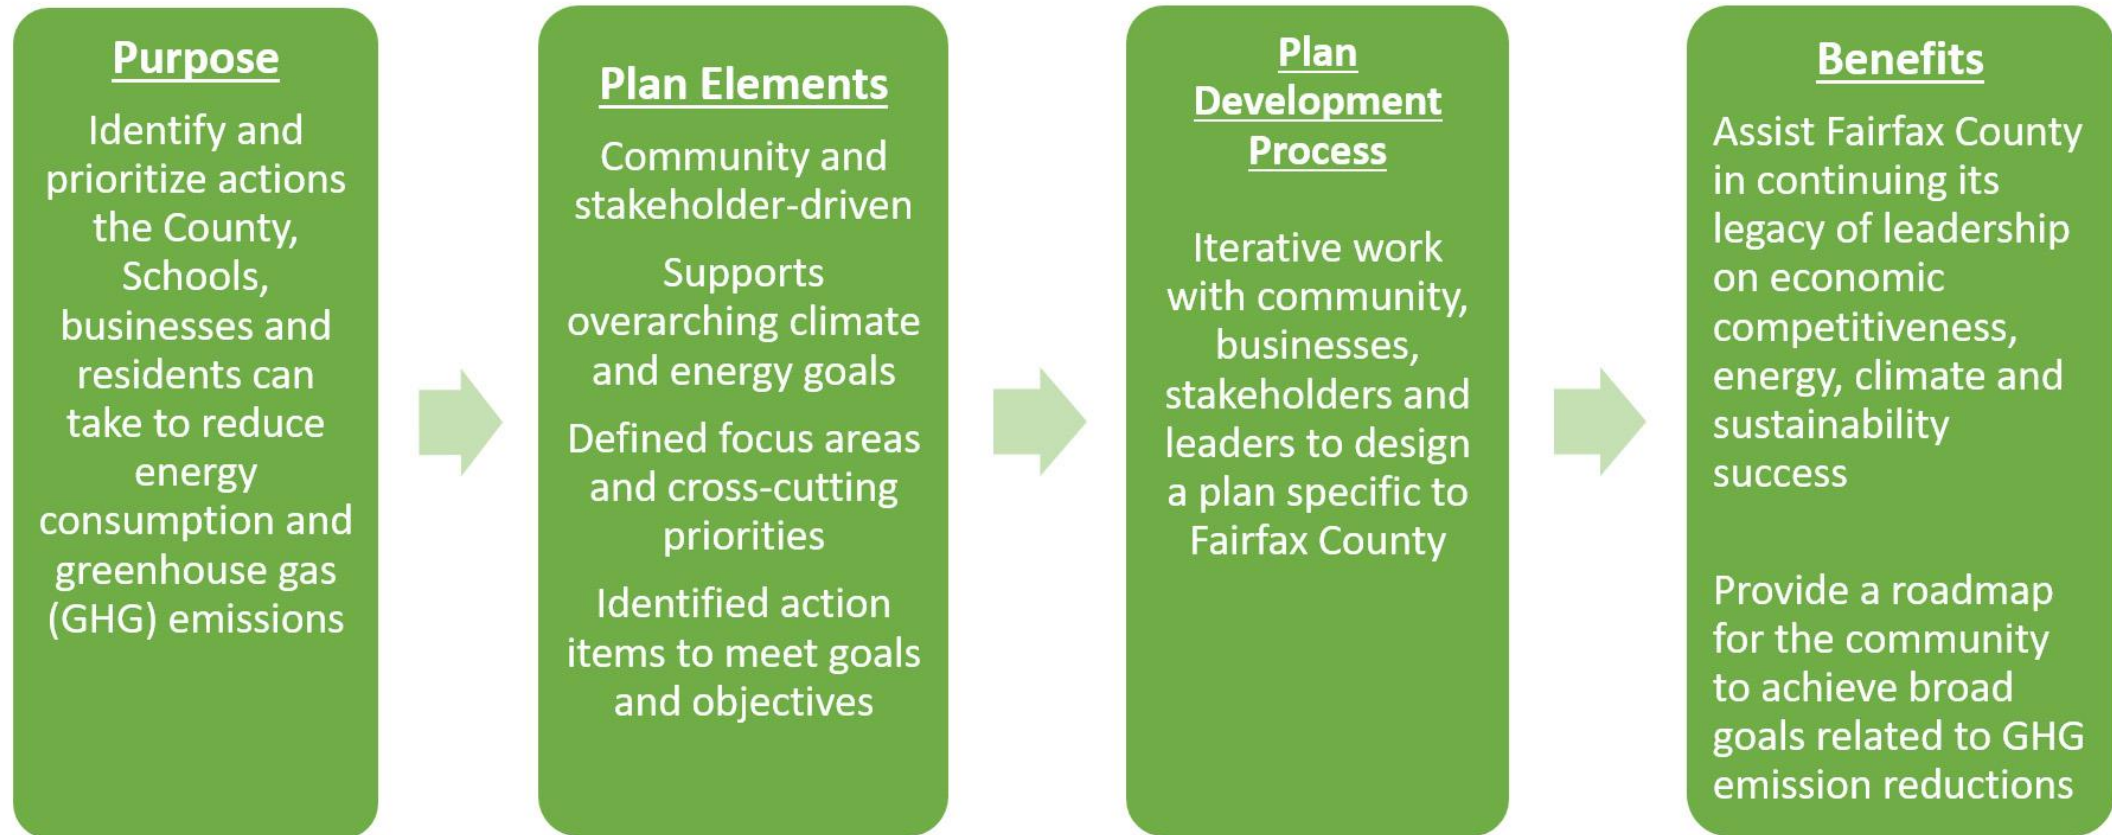 Purpose
Identify and
prioritize actions
the County,
Schools,
businesses and
residents can
take to reduce
energy
consumption and
greenhouse gas
(GHG) emissions
Plan Elements
Community and
stakeholder-driven
Supports
overarching climate
and energy goals
Defined focus areas
and cross-cutting
priorities
Identified action
items to meet goals
and objectives
Plan
Development
Process
Iterative work
with community,
businesses,
stakeholders and
leaders to design
a plan specific to
Fairfax County
Benefits
Assist Fairfax County
in continuing its
legacy of leadership
on economic
competitiveness,
energy, climate and
sustainability
success
Provide a roadmap
for the community
to achieve broad
goals related to GHG
emission reductions